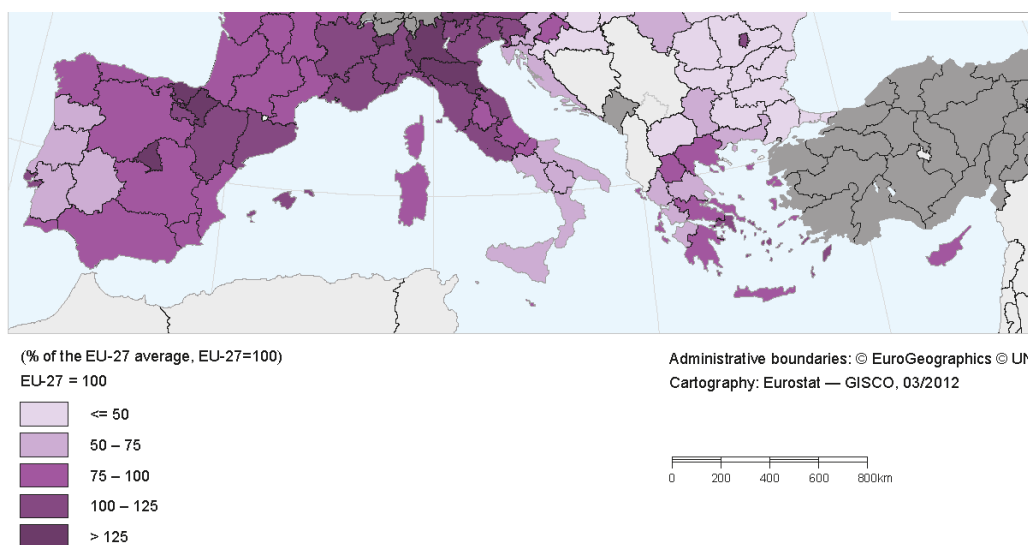 (% of the EU-27 average, EU-27=100)
EU-27 = 100
<= 50
50 – 75
75 – 100
100 – 125
> 125
Administrative boundaries: © EuroGeographics © UN
Cartography: Eurostat — GISCO, 03/2012
0 200 400 600 800km